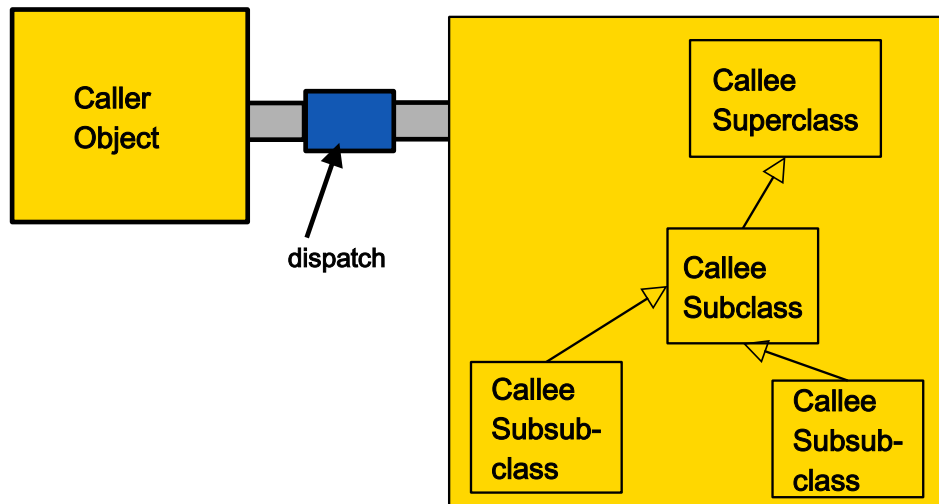 Caller
Object
dispatch
Callee
Superclass
Callee
Subclass
Callee
Subsub-
class
Callee
Subsub-
class